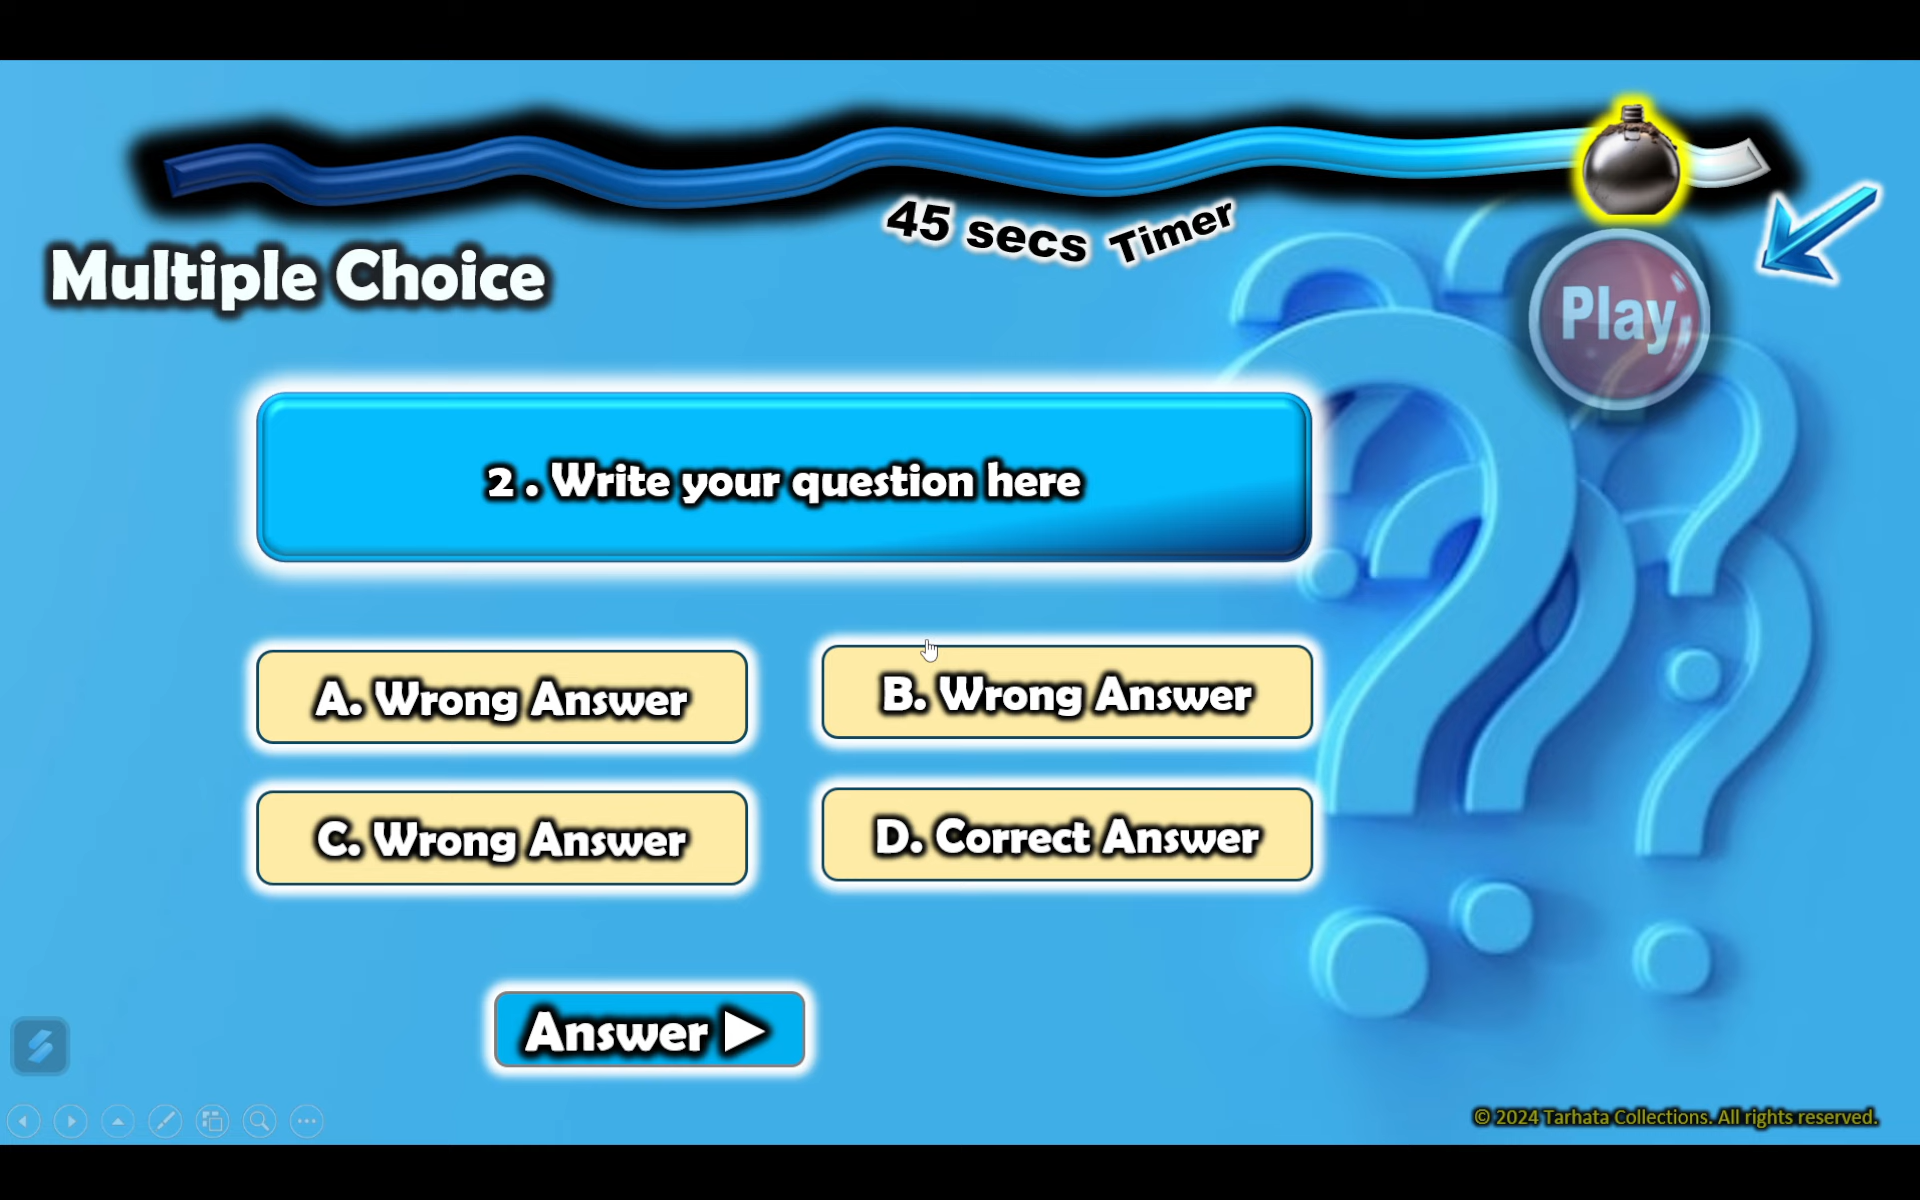 45 secs Timer
Multiple Choice
Play
2 . Write your question here
A. Wrong Answer
B. Wrong Answer
C. Wrong Answer
D. Correct Answer
Answer
© 2024 Tarhata Collections. All rights reserved.